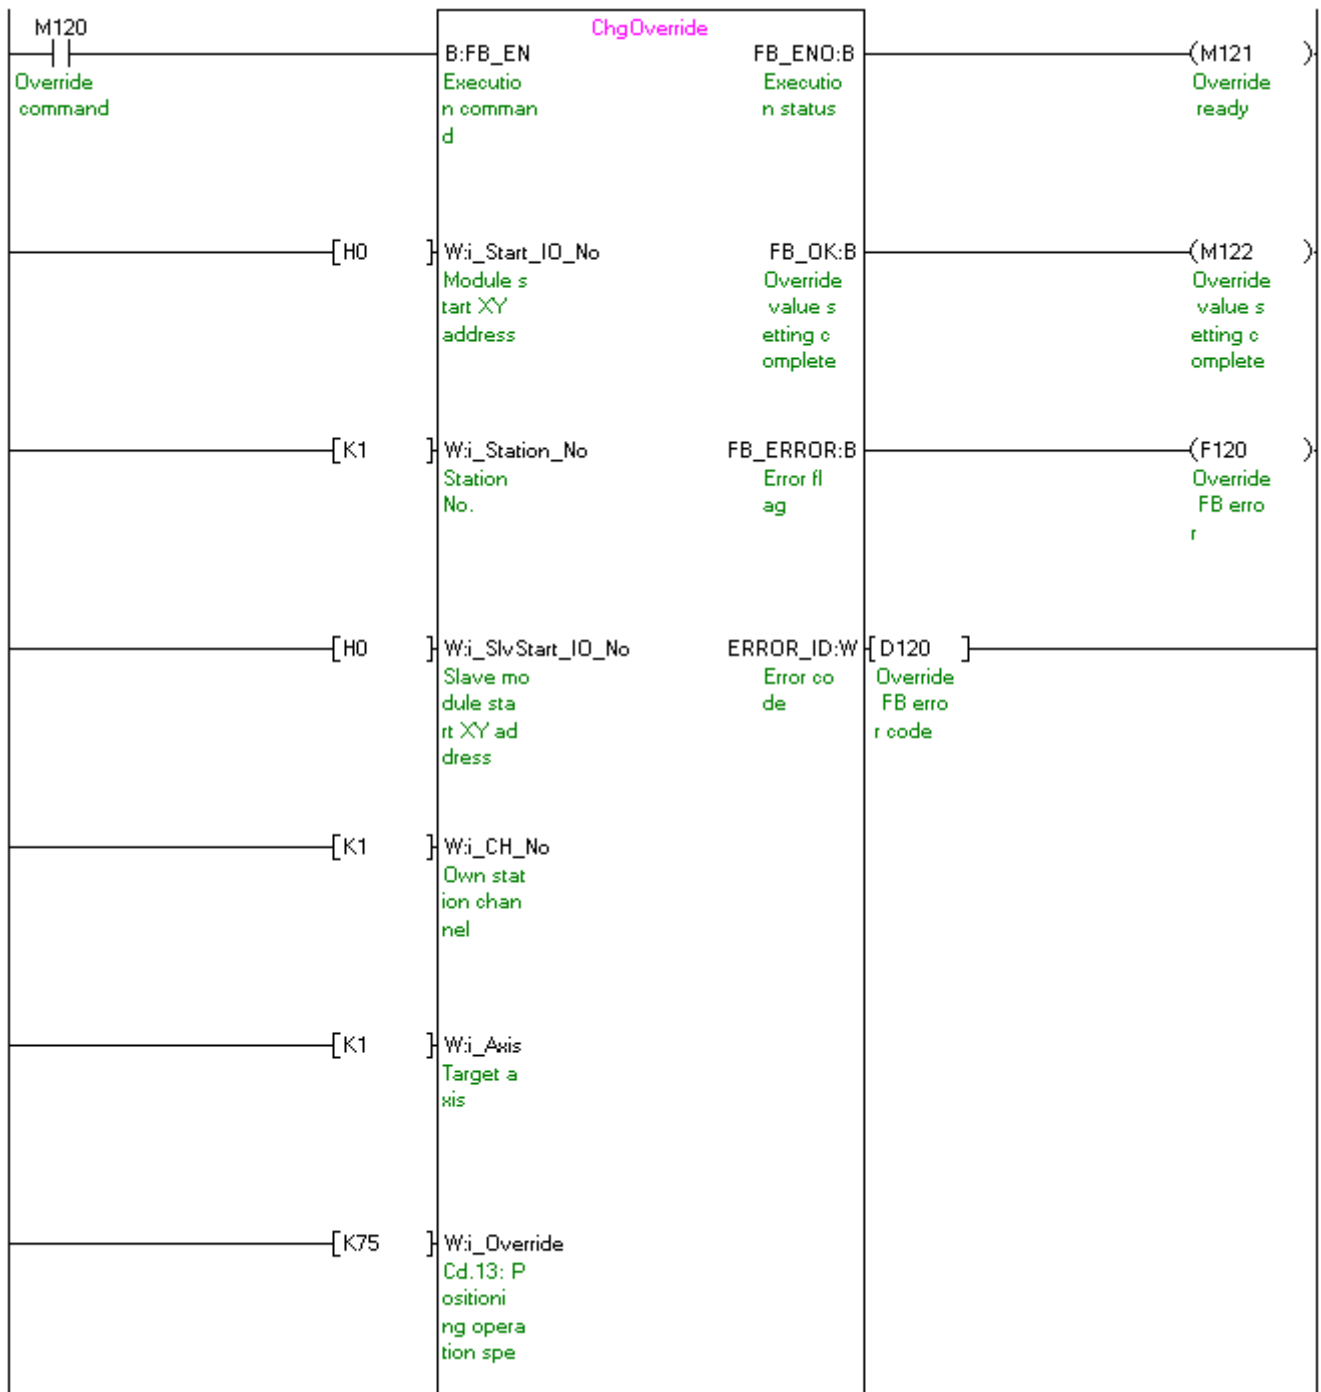 M120
ChgOverride
B:FB_EN
FB_ENO:B
(M121 )
Override
command
Executio
n comman
d
Executio
n status
Override
ready
[H0 ]
W:i_Start_IO_No
FB_OK:B
(M122 )
Module s
tart XY
address
Override
value s
etting c
omplete
Override
value s
etting c
omplete
[K1 ]
W:i_Station_No
FB_ERROR:B
(F120 )
Station
No.
Error fl
ag
Override
FB erro
r
[H0 ]
W:i_SlvStart_IO_No
ERROR_ID:W
[D120 ]
Slave mo
dule sta
rt XY ad
dress
Error co
de
Override
FB erro
r code
[K1 ]
W:i_CH_No
Own stat
ion chan
nel
[K1 ]
W:i_Axis
Target a
xis
[K75 ]
W:i_Override
Cd.13: P
ositioni
ng opera
tion spe